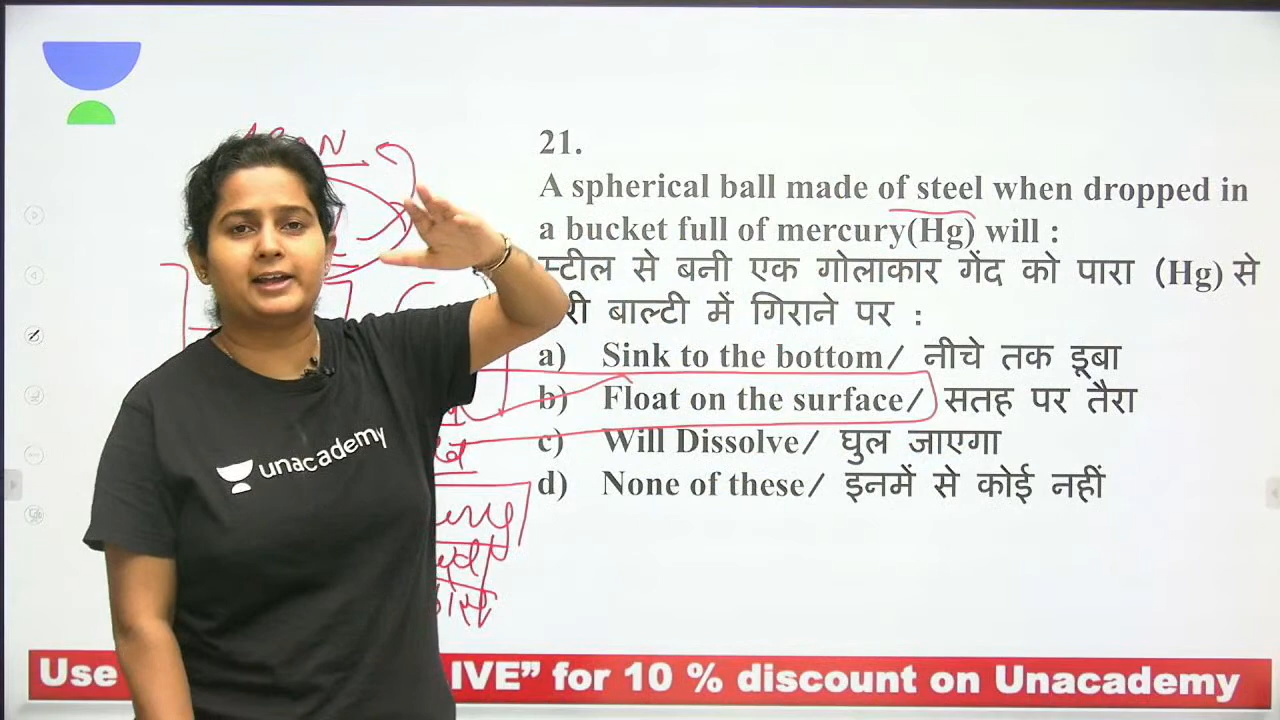 21.
A spherical ball made of steel when dropped in
a bucket full of mercury(Hg) will :
स्टील से बनी एक गोलाकार गेंद को पारा (Hg) से
बाल्टी में गिराने पर :
a) Sink to the bottom/ नीचे तक डूबा
b) Float on the surface/ सतह पर तैरा
c) Will Dissolve/ घुल जाएगा
d) None of these/ इनमें से कोई नहीं
unacademy
Use IVE” for 10 % discount on Unacademy